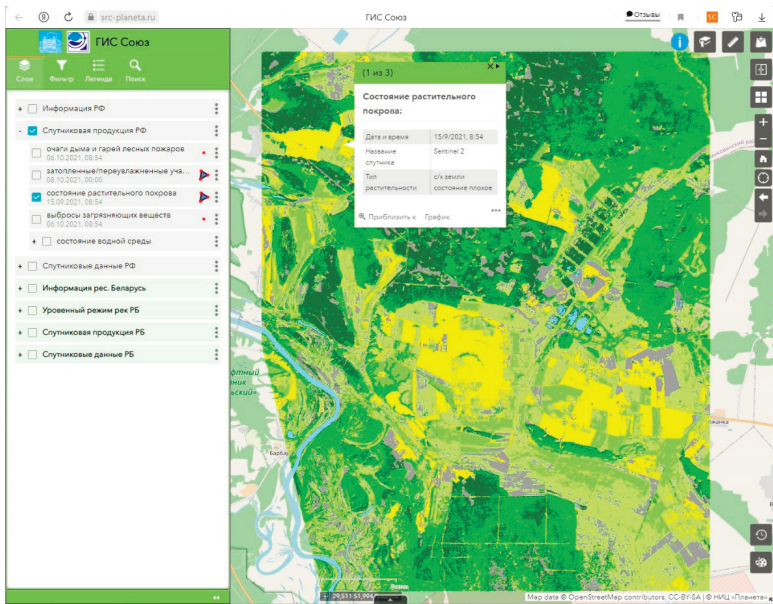 src-planeta.ru
ГИС Союз
Отзывы
ГИС Союз
Слои
Фильтр
Легенда
Поиск
Информация РФ
Спутниковая продукция РФ
очаги дыма и гарей лесных пожаров
06.10.2021, 08:54
затопленные/переувлажненные уча...
08.10.2021, 00:00
состояние растительного покрова
15.09.2021, 08:54
выбросы загрязняющих веществ
06.10.2021, 08:54
состояние водной среды
Спутниковые данные РФ
Информация рес. Беларусь
Уровенный режим рек РБ
Спутниковая продукция РБ
Спутниковые данные РБ
(1 из 3)
Состояние растительного
покрова:
Дата и время 15/9/2021, 8:54
Название
спутника Sentinel 2
Тип
растительности с/х земли
состояние плохое
Приблизить к График
Map data © OpenStreetMap contributors, CC-BY-SA | © НИЦ «Планета»